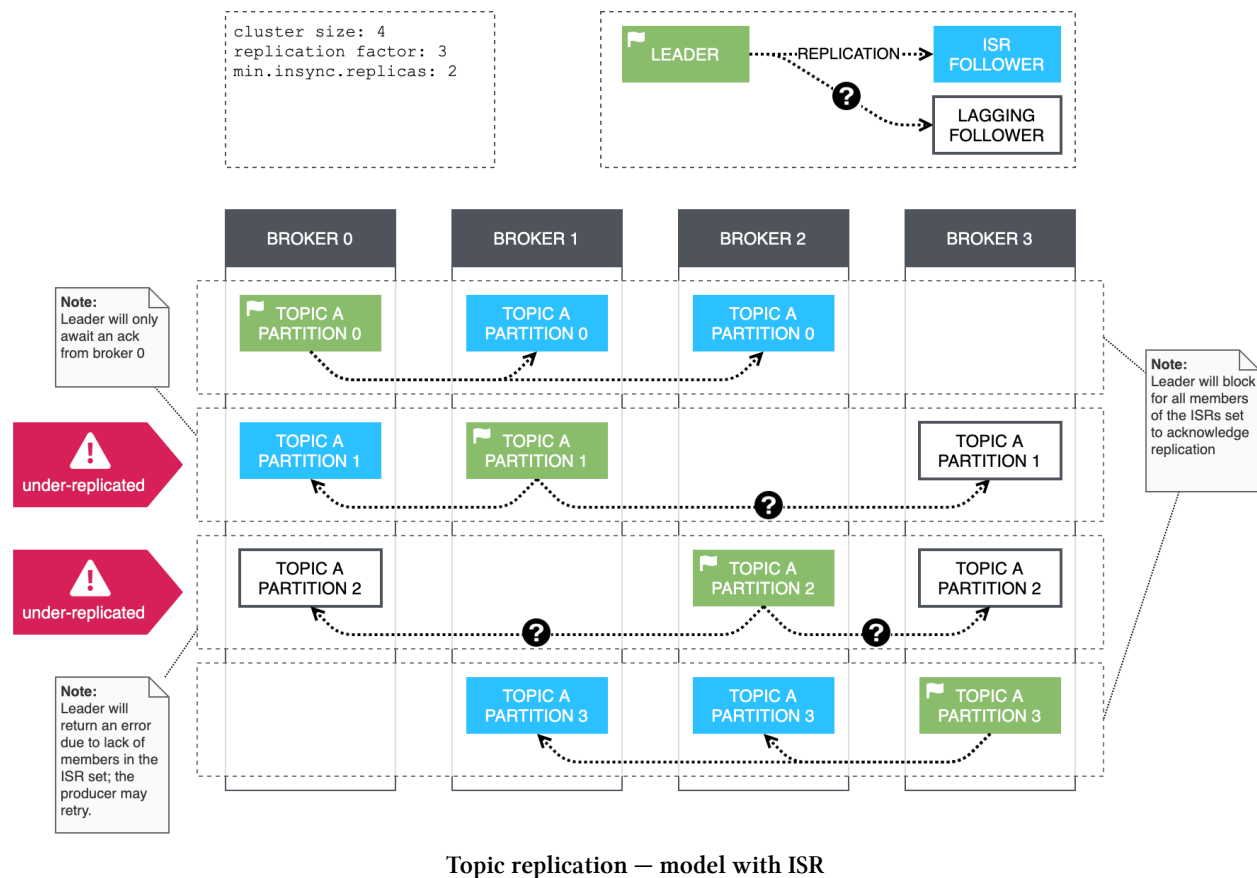 cluster size: 4
replication factor: 3
min.insync.replicas: 2
LEADER
REPLICATION
ISR
FOLLOWER
?
LAGGING
FOLLOWER
BROKER 0
BROKER 1
BROKER 2
BROKER 3
Note:
Leader will only
await an ack
from broker 0
TOPIC A
PARTITION 0
TOPIC A
PARTITION 0
TOPIC A
PARTITION 0
Note:
Leader will block
for all members
of the ISRs set
to acknowledge
replication
!
under-replicated
TOPIC A
PARTITION 1
TOPIC A
PARTITION 1
TOPIC A
PARTITION 1
?
!
under-replicated
TOPIC A
PARTITION 2
TOPIC A
PARTITION 2
TOPIC A
PARTITION 2
?
?
Note:
Leader will
return an error
due to lack of
members in the
ISR set; the
producer may
retry.
TOPIC A
PARTITION 3
TOPIC A
PARTITION 3
TOPIC A
PARTITION 3
Topic replication — model with ISR